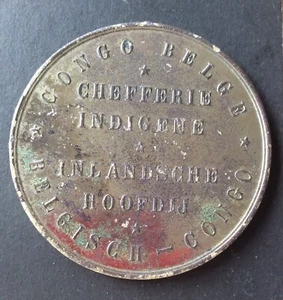 CONGO BELGE
CHEFFERIE
INDIGENE
INLANDSCHE
HOOFDIJ
BELGISCH-CONGO